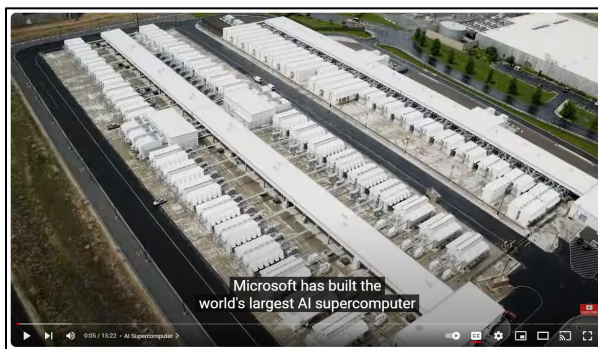 Microsoft has built the
world's largest AI supercomputer
0:05 / 15:22 • AI Supercomputer >